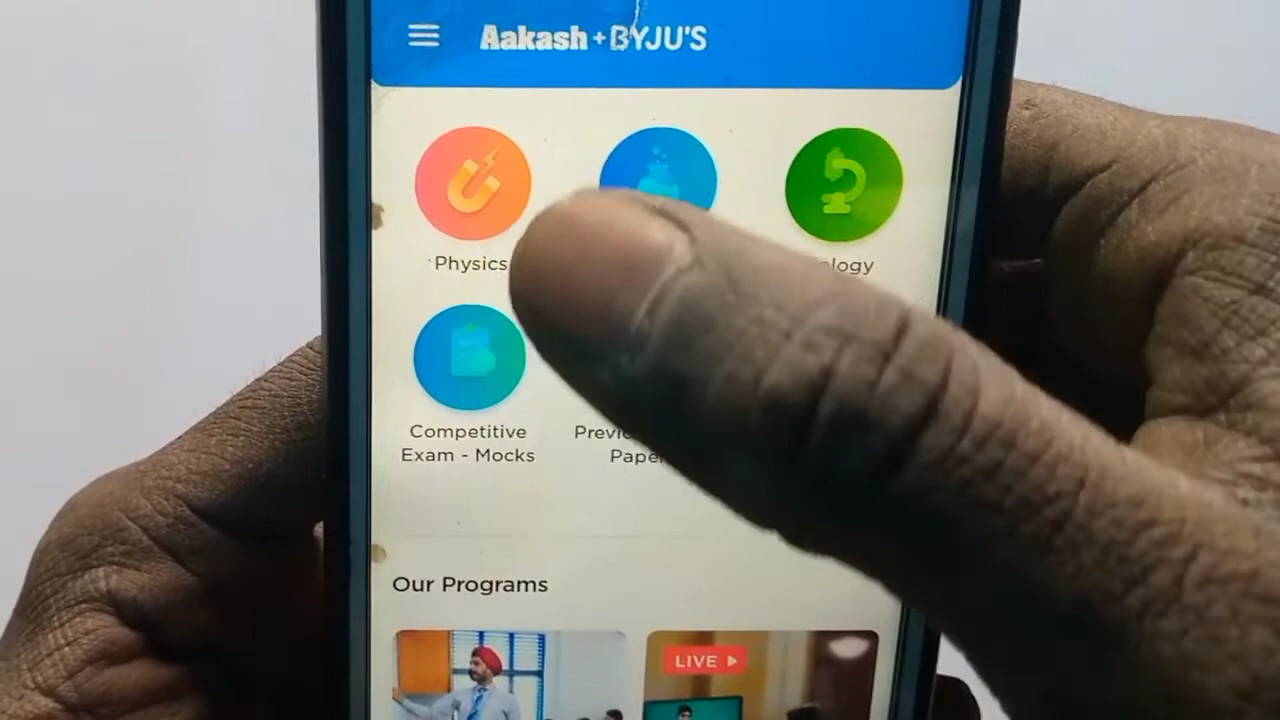 Aakash + BYJU'S
Physics
Competitive
Exam - Mocks
Our Programs
LIVE